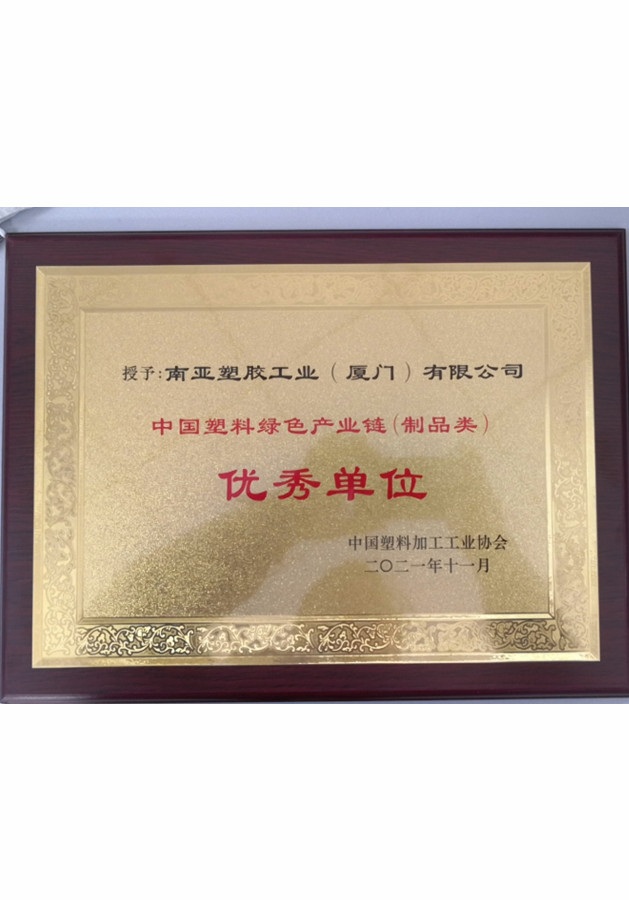 授予:南亚塑胶工业(厦门)有限公司
中国塑料绿色产业链(制品类)
优秀单位
中国塑料加工工业协会
二〇二一年十一月